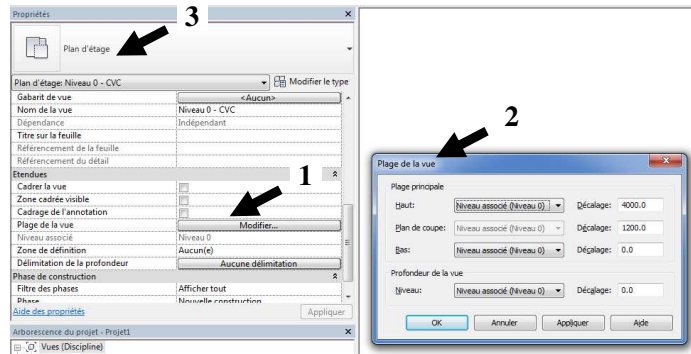 Propriétés
3
Plan d'étage
Plan d'étage: Niveau 0 - CVC
Modifier le type
Gabarit de vue <Aucun>
Nom de la vue Niveau 0 - CVC
Dépendance Indépendant
Titre sur la feuille
Référencement de la feuille
Référencement du détail
Etendues
Cadrer la vue
1
Zone cadrée visible
Cadrage de l'annotation
Plage de la vue Modifier...
Niveau associé Niveau 0
Zone de définition Aucun(e)
Délimitation de la profondeur Aucune délimitation
Phase de construction
Filtre des phases Afficher tout
Phase Nouvelle construction
Aide des propriétés Appliquer
Arborescence du projet - Projet1
Vues (Discipline)
2
Plage de la vue
Plage principale
Haut: Niveau associé (Niveau 0) Décalage: 4000.0
Plan de coupe: Niveau associé (Niveau 0) Décalage: 1200.0
Bas: Niveau associé (Niveau 0) Décalage: 0.0
Profondeur de la vue
Niveau: Niveau associé (Niveau 0) Décalage: 0.0
OK Annuler Appliquer Aide